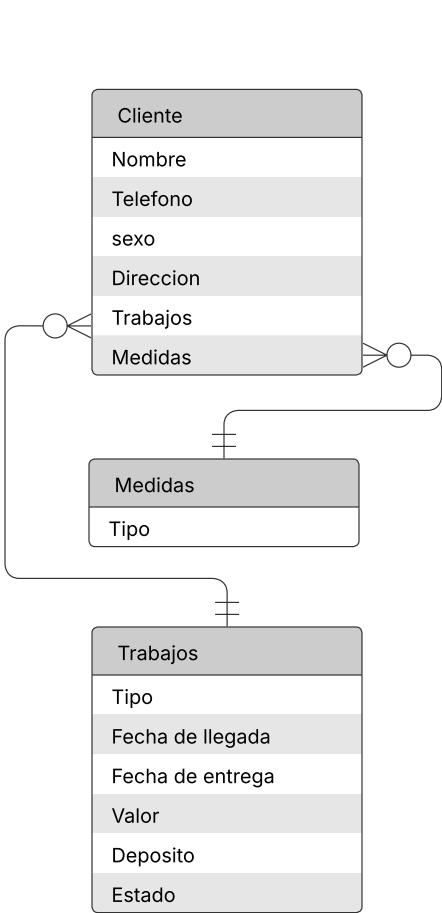 Cliente
Nombre
Telefono
sexo
Direccion
Trabajos
Medidas
Medidas
Tipo
Trabajos
Tipo
Fecha de llegada
Fecha de entrega
Valor
Deposito
Estado